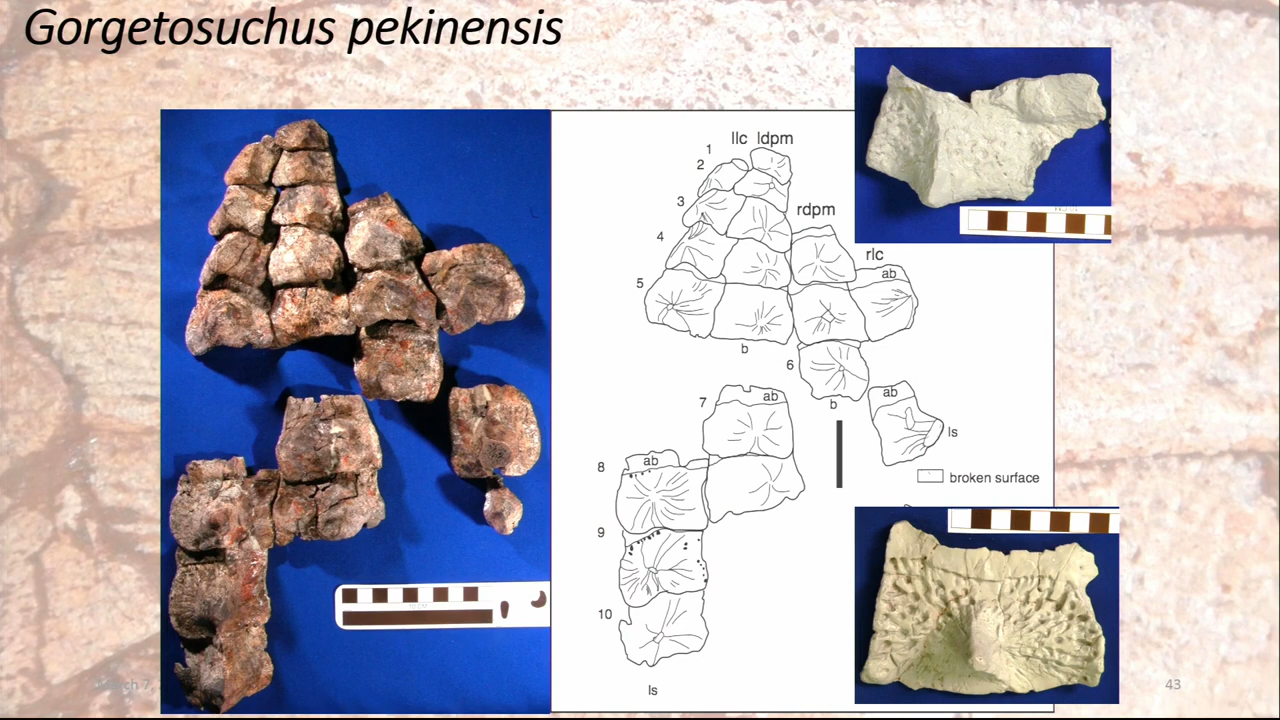 Gorgetosuchus pekinensis
llc ldpm
1
2
3
rdpm
4
rlc
ab
5
b
6
b
7
ab
ab
ls
8
ab
broken surface
9
10
ls
43